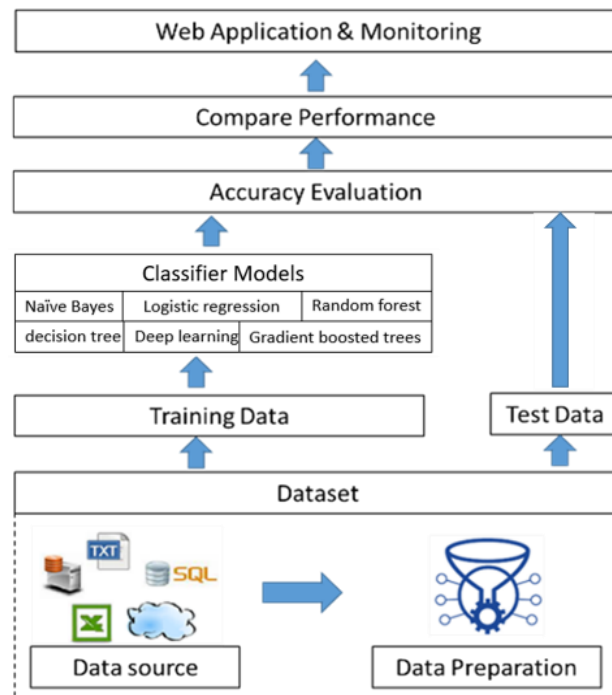 Web Application & Monitoring
Compare Performance
Accuracy Evaluation
Classifier Models
Naïve Bayes Logistic regression Random forest
decision tree Deep learning Gradient boosted trees
Training Data
Test Data
Dataset
TXT
SQL
X
Data source
Data Preparation